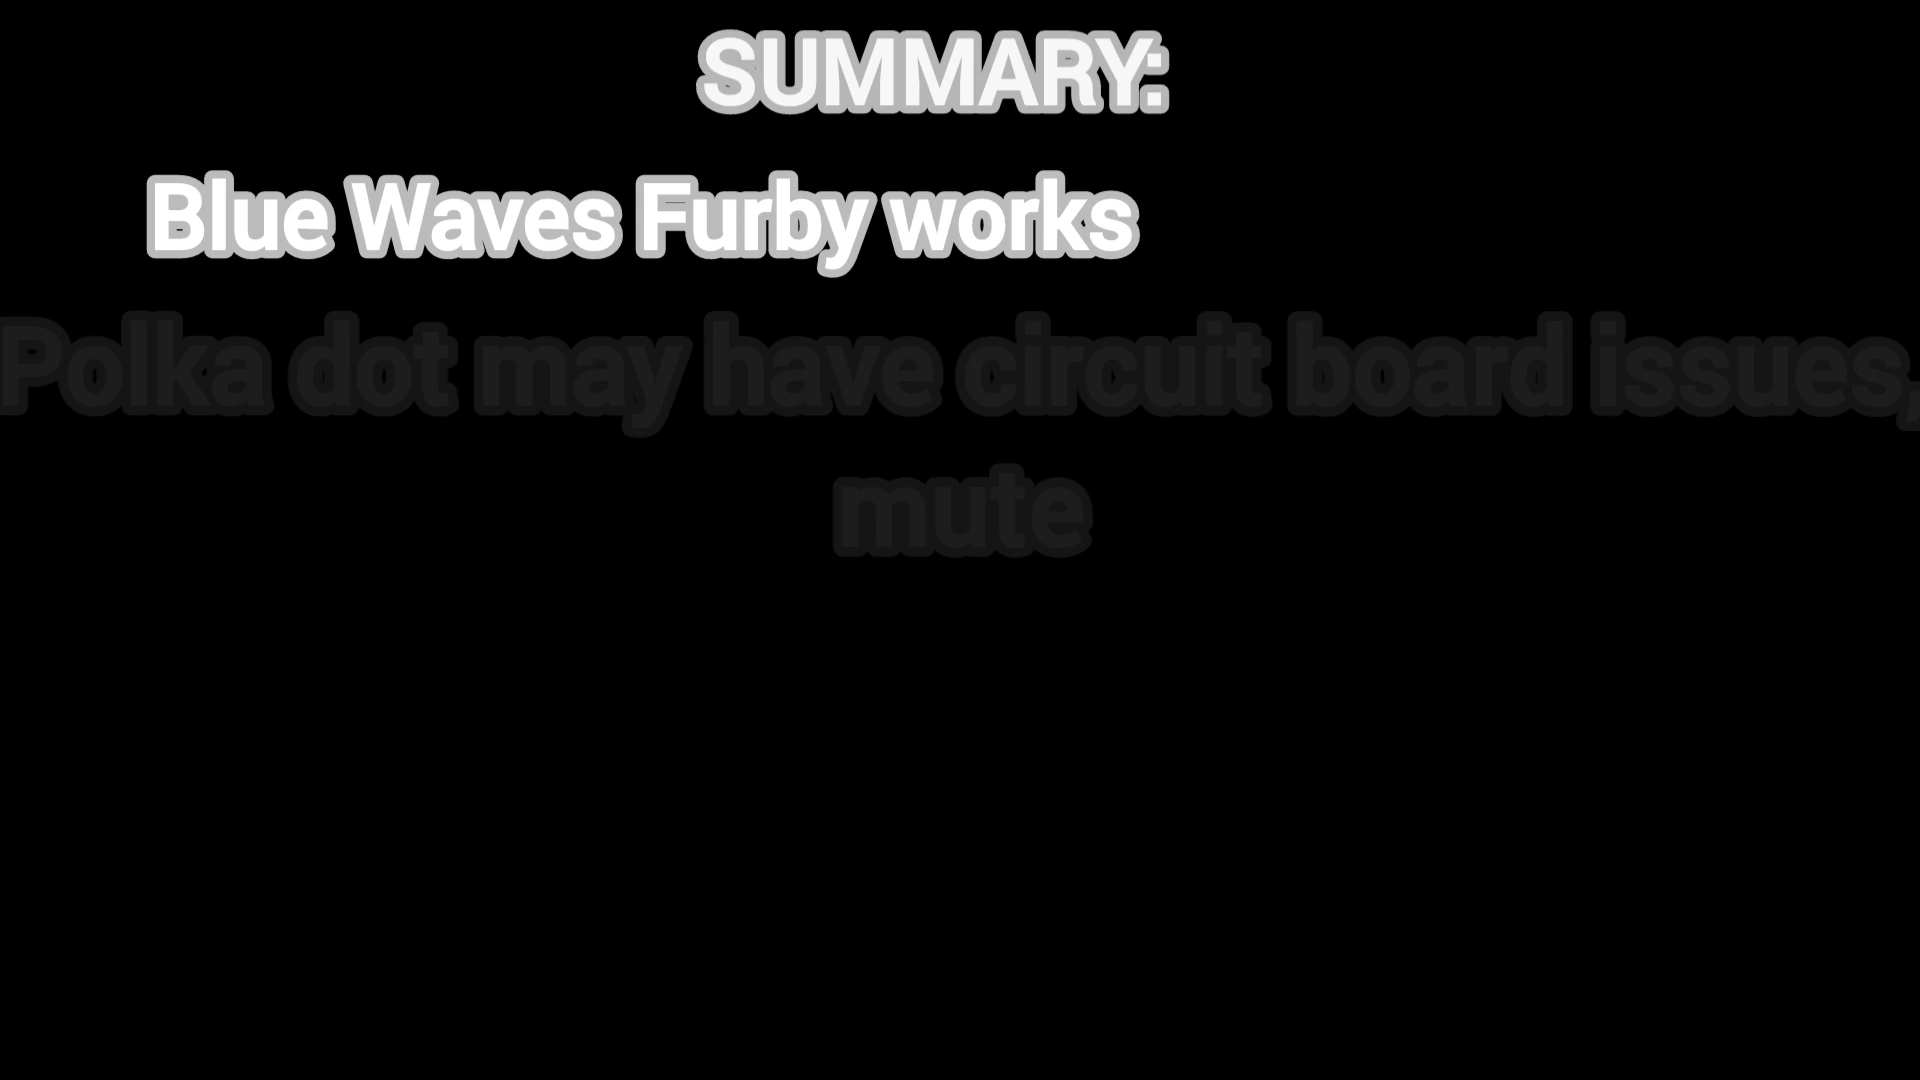 SUMMARY:
Blue Waves Furby works
Polka dot may have circuit board issues,
mute